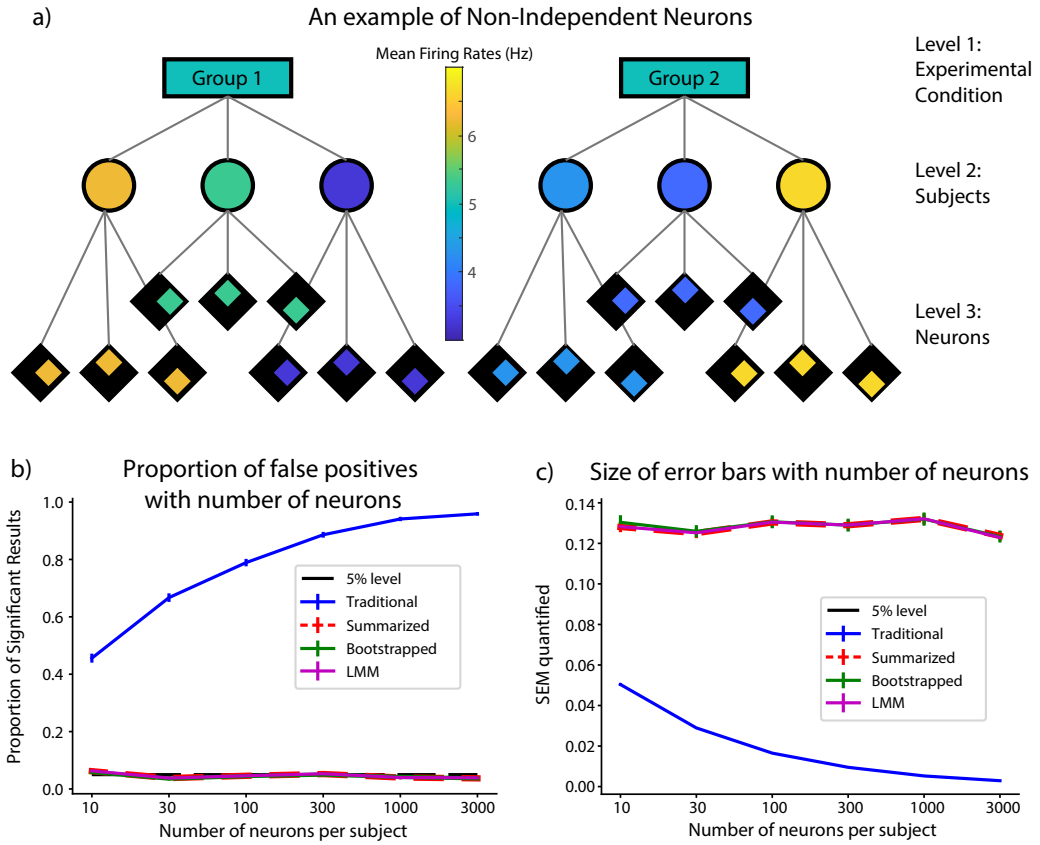 a)
An example of Non-Independent Neurons
Mean Firing Rates (Hz)
Group 1
Group 2
6
5
4
Level 1:
Experimental
Condition
Level 2:
Subjects
Level 3:
Neurons
b)
Proportion of false positives
with number of neurons
Proportion of Significant Results
1.0
0.8
0.6
0.4
0.2
0.0
5% level
Traditional
Summarized
Bootstrapped
LMM
10 30 100 300 1000 3000
Number of neurons per subject
c)
Size of error bars with number of neurons
SEM quantified
0.14
0.12
0.10
0.08
0.06
0.04
0.02
0.00
5% level
Traditional
Summarized
Bootstrapped
LMM
10 30 100 300 1000 3000
Number of neurons per subject